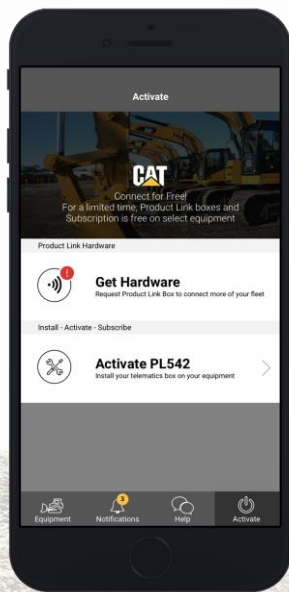 Activate
CAT
Connect for Free!
For a limited time, Product Link boxes and
Subscription is free on select equipment
Product Link Hardware
!
Get Hardware
Request Product Link Box to connect more of your fleet
Install - Activate - Subscribe
Activate PL542
Install your telematics box on your equipment
3
Equipment Notifications Help Activate